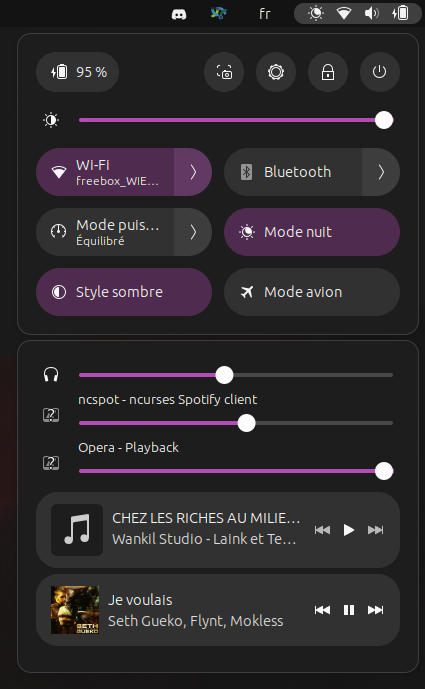 fr
95 %
WI-FI
freebox_WIE...
Bluetooth
Mode puis...
Équilibré
Mode nuit
Style sombre
Mode avion
ncspot - ncurses Spotify client
Opera - Playback
CHEZ LES RICHES AU MILIE...
Wankil Studio - Laink et Te...
SETH
GUEKO
Je voulais
Seth Gueko, Flynt, Mokless